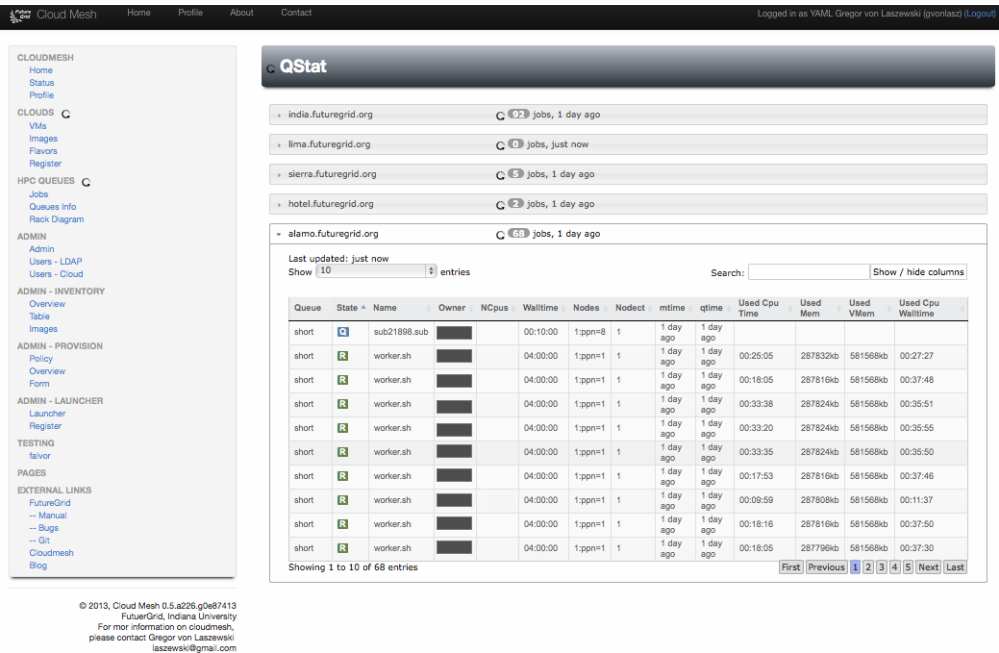 Future Grid Cloud Mesh Home Profile About Contact Logged in as YAML Gregor von Laszewski (gvonlasz) (Logout)
CLOUDMESH
Home
Status
Profile
CLOUDS
VMs
Images
Flavors
Register
HPC QUEUES
Jobs
Queues Info
Rack Diagram
ADMIN
Admin
Users - LDAP
Users - Cloud
ADMIN - INVENTORY
Overview
Table
Images
ADMIN - PROVISION
Policy
Overview
Form
ADMIN - LAUNCHER
Launcher
Register
TESTING
faivor
PAGES
EXTERNAL LINKS
FutureGrid
-- Manual
-- Bugs
-- Git
Cloudmesh
Blog
© 2013, Cloud Mesh 0.5.a226.g0e87413
FutuerGrid, Indiana University
For mor information on cloudmesh,
please contact Gregor von Laszewski
laszewski@gmail.com
QStat
india.futuregrid.org 92 jobs, 1 day ago
lima.futuregrid.org 0 jobs, just now
sierra.futuregrid.org 5 jobs, 1 day ago
hotel.futuregrid.org 2 jobs, 1 day ago
alamo.futuregrid.org 68 jobs, 1 day ago
Last updated: just now
Show 10 entries Search: Show / hide columns
Queue State Name Owner NCpus Walltime Nodes Nodect mtime qtime Used Cpu Time Used Mem Used VMem Used Cpu Walltime
short Q sub21898.sub 00:10:00 1:ppn=8 1 1 day ago 1 day ago
short R worker.sh 04:00:00 1:ppn=1 1 1 day ago 1 day ago 00:25:05 287832kb 581568kb 00:27:27
short R worker.sh 04:00:00 1:ppn=1 1 1 day ago 1 day ago 00:18:05 287816kb 581568kb 00:37:48
short R worker.sh 04:00:00 1:ppn=1 1 1 day ago 1 day ago 00:33:38 287824kb 581568kb 00:35:51
short R worker.sh 04:00:00 1:ppn=1 1 1 day ago 1 day ago 00:33:20 287824kb 581568kb 00:35:55
short R worker.sh 04:00:00 1:ppn=1 1 1 day ago 1 day ago 00:33:35 287824kb 581568kb 00:35:50
short R worker.sh 04:00:00 1:ppn=1 1 1 day ago 1 day ago 00:17:53 287816kb 581568kb 00:37:46
short R worker.sh 04:00:00 1:ppn=1 1 1 day ago 1 day ago 00:09:59 287808kb 581568kb 00:11:37
short R worker.sh 04:00:00 1:ppn=1 1 1 day ago 1 day ago 00:18:16 287816kb 581568kb 00:37:50
short R worker.sh 04:00:00 1:ppn=1 1 1 day ago 1 day ago 00:18:05 287796kb 581568kb 00:37:30
Showing 1 to 10 of 68 entries First Previous 1 2 3 4 5 Next Last